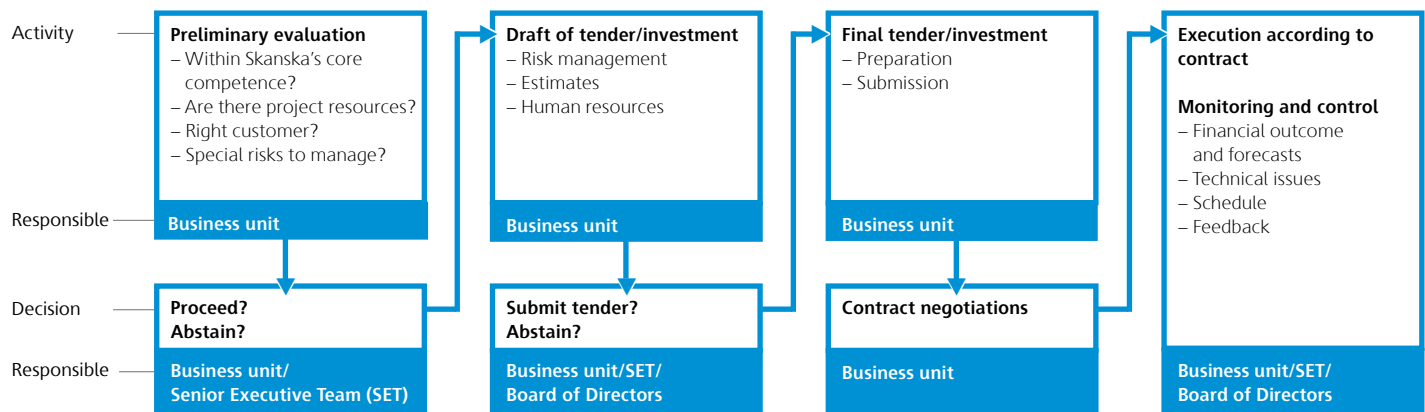 Activity
Preliminary evaluation
– Within Skanska's core
competence?
– Are there project resources?
– Right customer?
– Special risks to manage?
Responsible
Business unit
Decision
Proceed?
Abstain?
Responsible
Business unit/
Senior Executive Team (SET)
Draft of tender/investment
– Risk management
– Estimates
– Human resources
Business unit
Submit tender?
Abstain?
Business unit/SET/
Board of Directors
Final tender/investment
– Preparation
– Submission
Business unit
Contract negotiations
Business unit
Execution according to
contract
Monitoring and control
– Financial outcome
and forecasts
– Technical issues
– Schedule
– Feedback
Business unit/SET/
Board of Directors